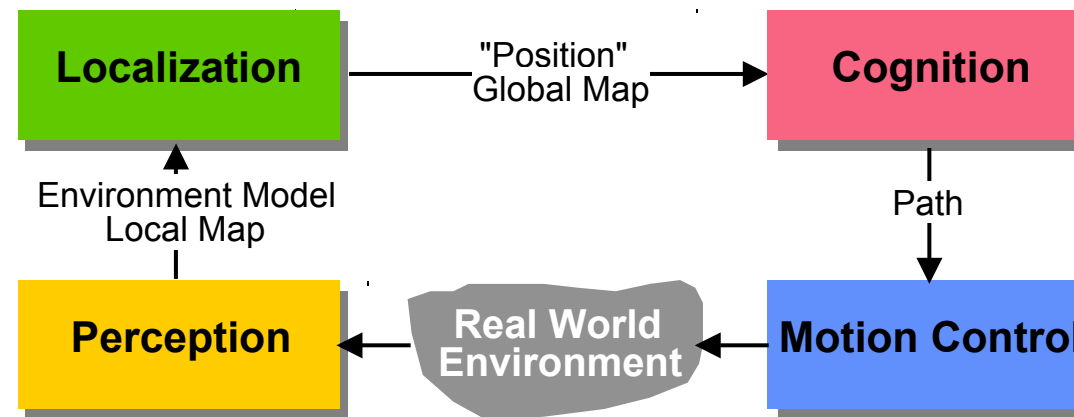 Localization
"Position"
Global Map
Cognition
Environment Model
Local Map
Path
Perception
Real World
Environment
Motion Control